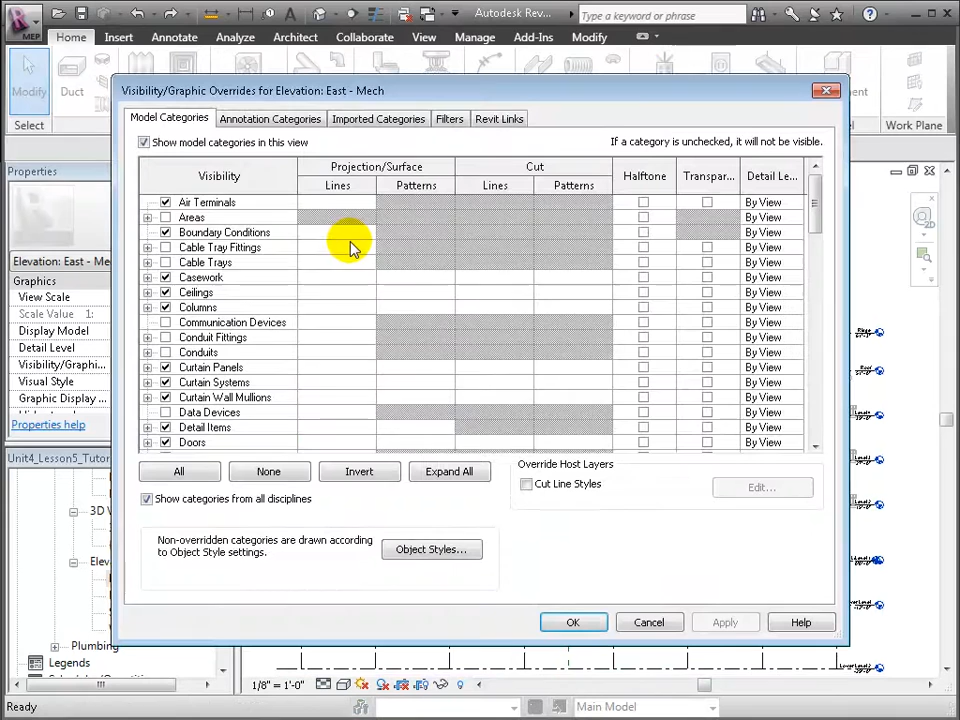 Autodesk Rev...
Type a keyword or phrase
MEP
Home Insert Annotate Analyze Architect Collaborate View Manage Add-Ins Modify
Modify
Duct
Select
Work Plane
Visibility/Graphic Overrides for Elevation: East - Mech
Model Categories Annotation Categories Imported Categories Filters Revit Links
Show model categories in this view
If a category is unchecked, it will not be visible.
Visibility Projection/Surface Cut Halftone Transpar... Detail Le...
Lines Patterns Lines Patterns
Air Terminals By View
Areas By View
Boundary Conditions By View
Cable Tray Fittings By View
Cable Trays By View
Casework By View
Ceilings By View
Columns By View
Communication Devices By View
Conduit Fittings By View
Conduits By View
Curtain Panels By View
Curtain Systems By View
Curtain Wall Mullions By View
Data Devices By View
Detail Items By View
Doors By View
All None Invert Expand All
Show categories from all disciplines
Override Host Layers
Cut Line Styles
Edit...
Non-overridden categories are drawn according
to Object Style settings.
Object Styles...
OK Cancel Apply Help
Properties
Elevation: East - Mec
Graphics
View Scale
Scale Value 1:
Display Model
Detail Level
Visibility/Graphi...
Visual Style
Graphic Display
Properties help
Unit4_Lesson5_Tutor
3D V
Elev
Plumbing
Legends
2D
1/8" = 1'-0"
Ready
Main Model